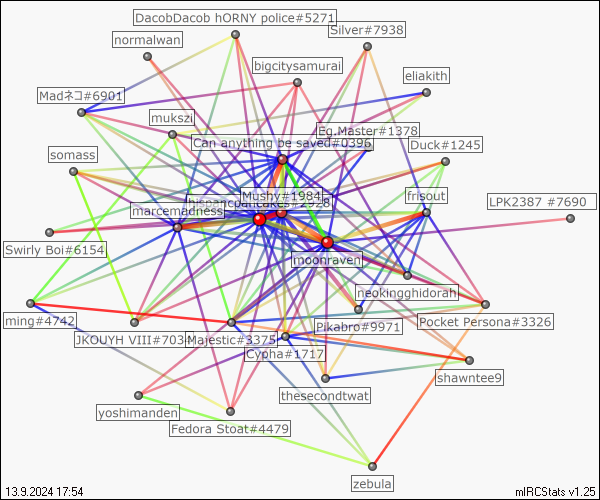 DacobDacob hORNY police#5271
Silver#7938
normalwan
bigcitysamurai
eliakith
Madネコ#6901
mukszi
Eg.Master#1378
Can anything be saved#0396
Duck#1245
somass
Mushy#1984
frisout
LPK2387 #7690
hispancpancakes#2928
marcemadness
Swirly Boi#6154
moonraven
neokingghidorah
ming#4742
Pikabro#9971
Pocket Persona#3326
JKOUYH VIII#703
Majestic#3375
Cypha#1717
shawntee9
thesecondtwat
yoshimanden
Fedora Stoat#4479
zebula
13.9.2024 17:54
mIRCStats v1.25